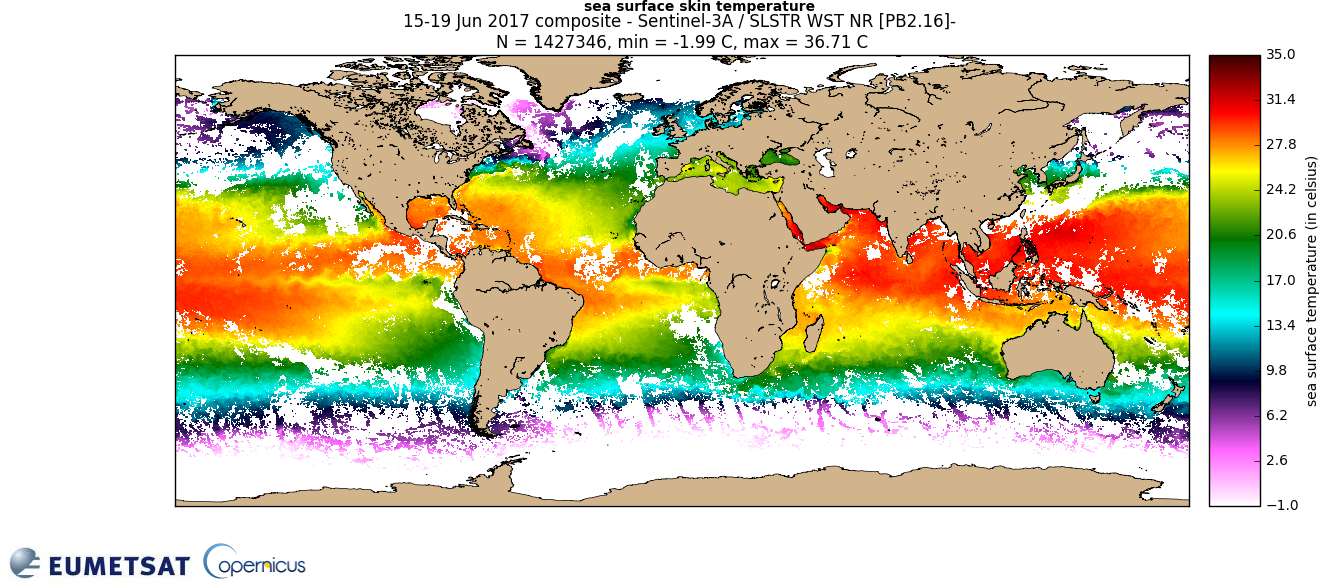 sea surface skin temperature
15-19 Jun 2017 composite - Sentinel-3A / SLSTR WST NR [PB2.16]-
N = 1427346, min = -1.99 C, max = 36.71 C
35.0
31.4
27.8
24.2
20.6
17.0
13.4
9.8
6.2
2.6
−1.0
sea surface temperature (in celsius)
EUMETSAT
opernicus